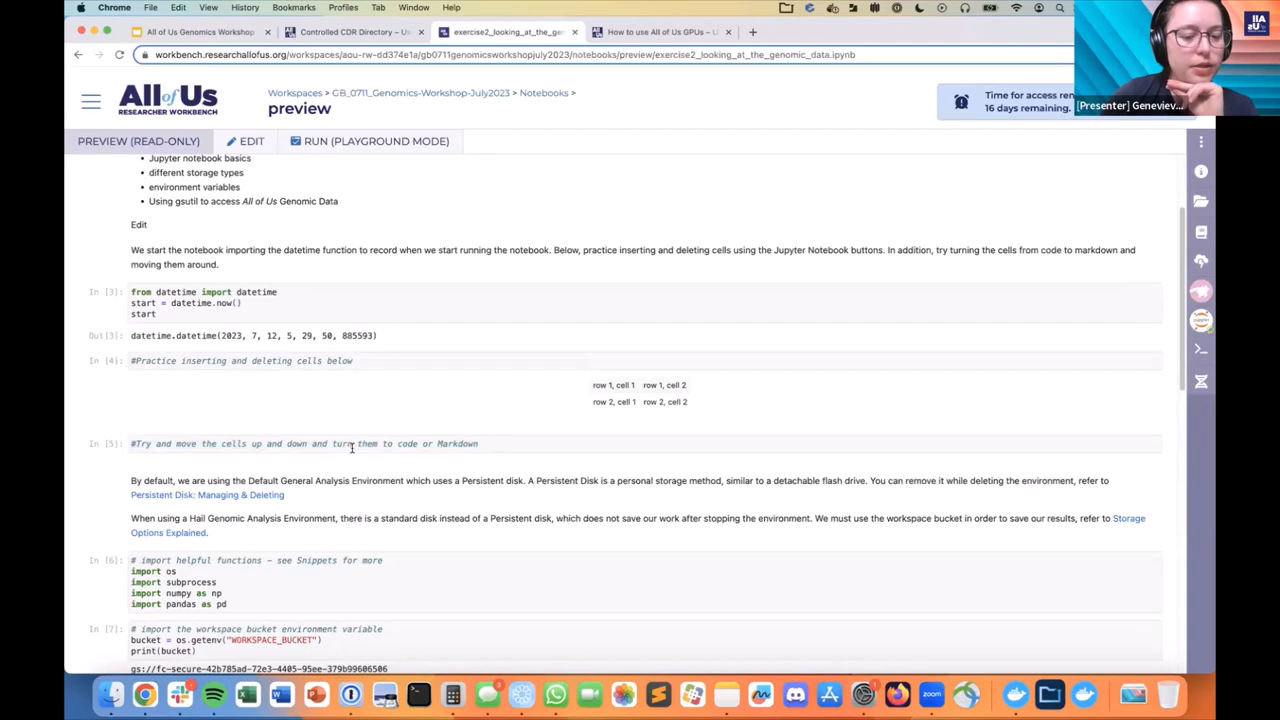 Chrome File Edit View History Bookmarks Profiles Tab Window Help
All of Us Genomics Workshop
Controlled CDR Directory – Us
exercise2_looking_at_the_gen
How to use All of Us GPUs – U
workbench.researchallofus.org/workspaces/aou-rw-dd374e1a/gb0711genomicsworkshopjuly2023/notebooks/preview/exercise2_looking_at_the_genomic_data.ipynb
All of Us
RESEARCHER WORKBENCH
Workspaces > GB_0711_Genomics-Workshop-July2023 > Notebooks >
preview
Time for access
16 days remaining.
[Presenter] Geneviev...
PREVIEW (READ-ONLY) EDIT RUN (PLAYGROUND MODE)
• Jupyter notebook basics
• different storage types
• environment variables
• Using gsutil to access All of Us Genomic Data
Edit
We start the notebook importing the datetime function to record when we start running the notebook. Below, practice inserting and deleting cells using the Jupyter Notebook buttons. In addition, try turning the cells from code to markdown and
moving them around.
In [3]: from datetime import datetime
start = datetime.now()
start
Out[3]: datetime.datetime(2023, 7, 12, 5, 29, 50, 885593)
In [4]: #Practice inserting and deleting cells below
row 1, cell 1 row 1, cell 2
row 2, cell 1 row 2, cell 2
In [5]: #Try and move the cells up and down and turn them to code or Markdown
By default, we are using the Default General Analysis Environment which uses a Persistent disk. A Persistent Disk is a personal storage method, similar to a detachable flash drive. You can remove it while deleting the environment, refer to
Persistent Disk: Managing & Deleting
When using a Hail Genomic Analysis Environment, there is a standard disk instead of a Persistent disk, which does not save our work after stopping the environment. We must use the workspace bucket in order to save our results, refer to Storage
Options Explained.
In [6]: # import helpful functions – see Snippets for more
import os
import subprocess
import numpy as np
import pandas as pd
In [7]: # import the workspace bucket environment variable
bucket = os.getenv("WORKSPACE_BUCKET")
print(bucket)
gs://fc-secure-42b785ad-72e3-4405-95ee-379b99606506